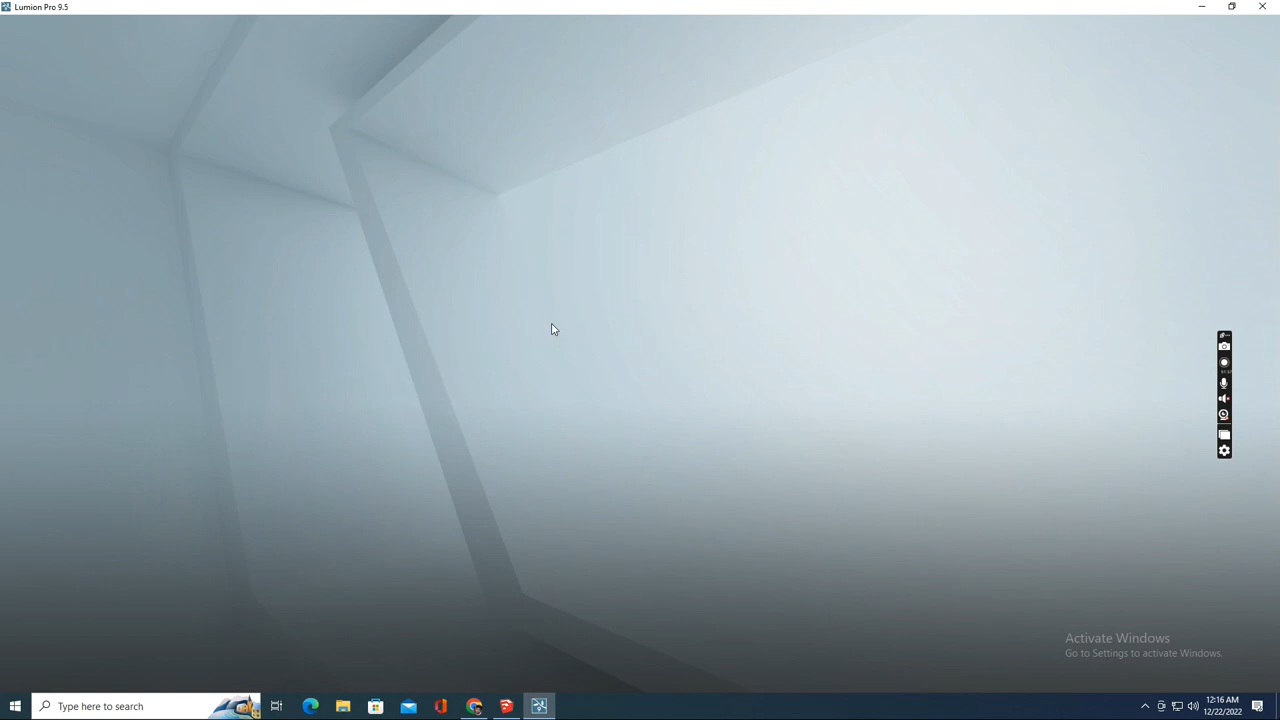 Lumion Pro 9.5
Activate Windows
Go to Settings to activate Windows.
Type here to search
12:16 AM
12/22/2022